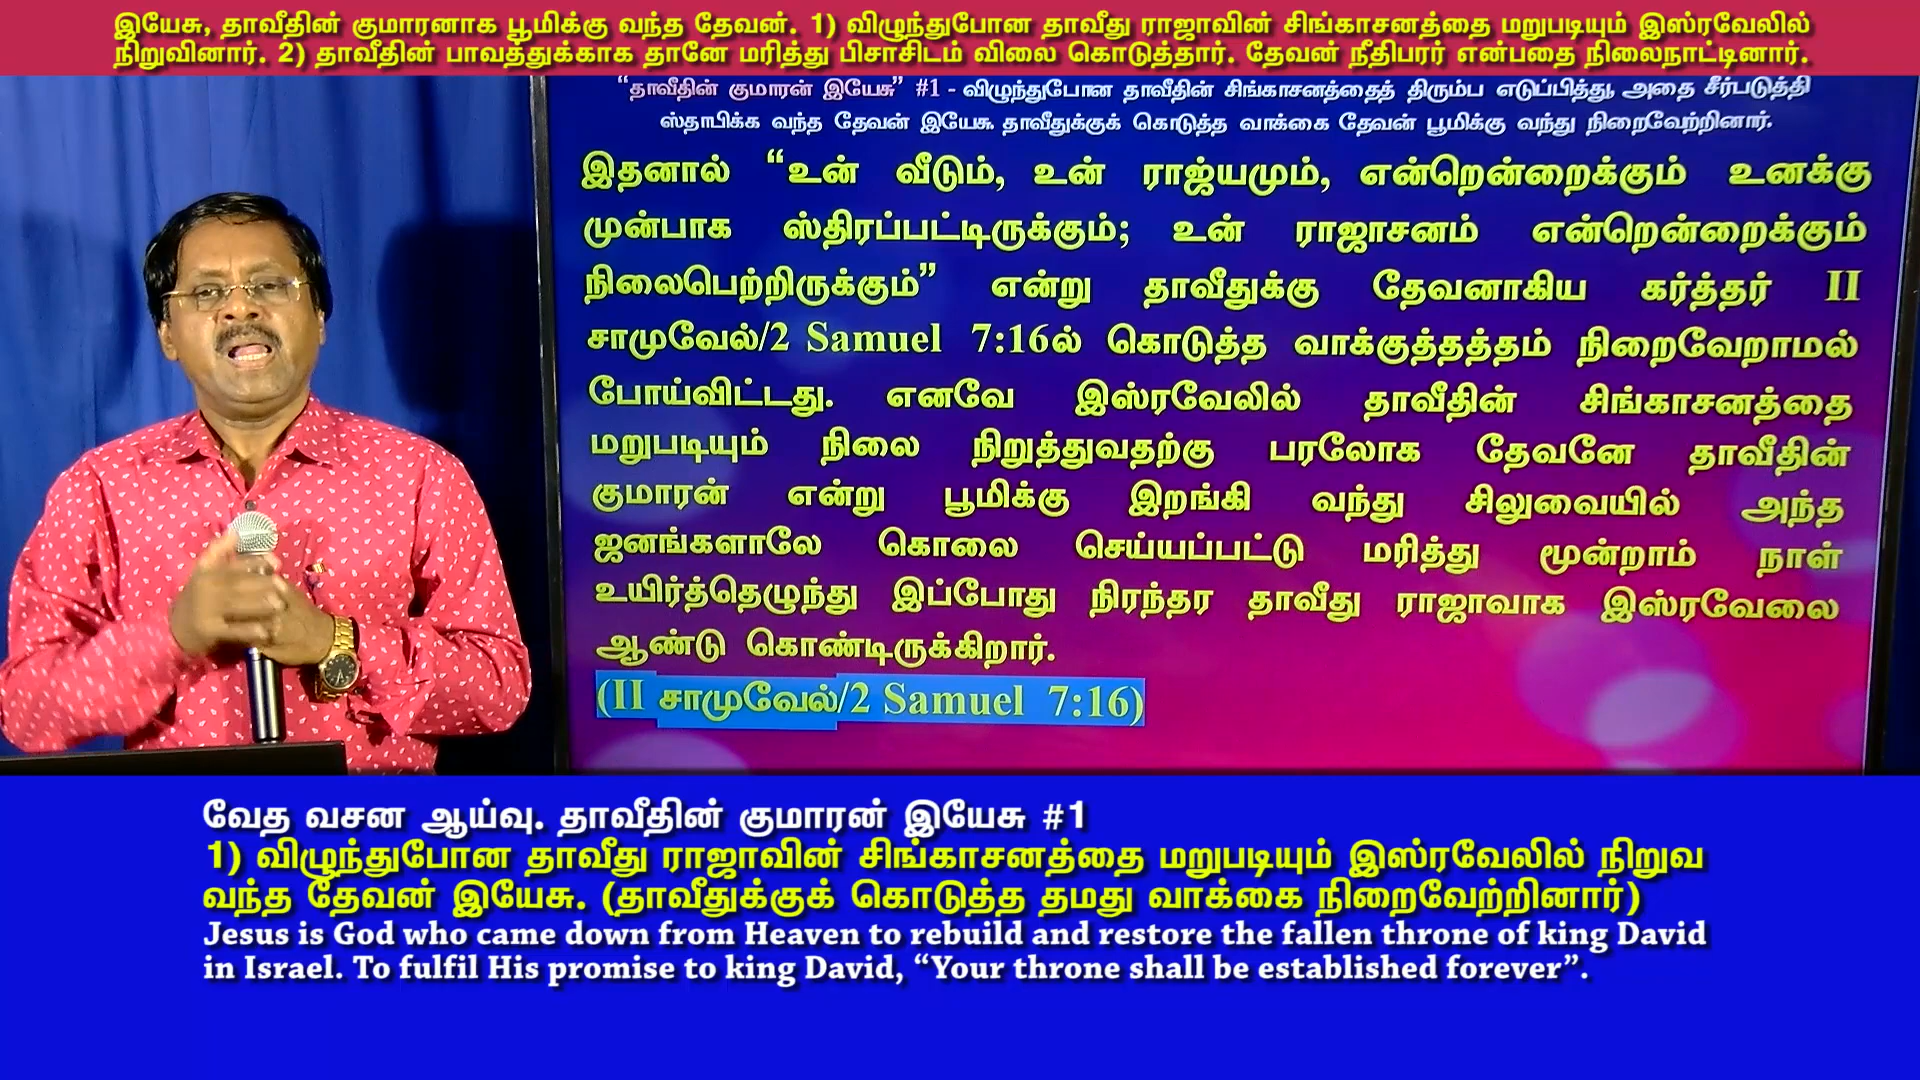 இயேசு, தாவீதின் குமாரனாக பூமிக்கு வந்த தேவன். 1) விழுந்துபோன தாவீது ராஜாவின் சிங்காசனத்தை மறுபடியும் இஸ்ரவேலில்
நிறுவினார். 2) தாவீதின் பாவத்துக்காக தானே மரித்து பிசாசிடம் விலை கொடுத்தார். தேவன் நீதிபரர் என்பதை நிலைநாட்டினார்.
“தாவீதின் குமாரன் இயேசு” #1 - விழுந்துபோன தாவீதின் சிங்காசனத்தைத் திரும்ப எடுப்பித்து, அதை சீர்படுத்தி
ஸ்தாபிக்க வந்த தேவன் இயேசு. தாவீதுக்குக் கொடுத்த வாக்கை தேவன் பூமிக்கு வந்து நிறைவேற்றினார்.
இதனால் “உன் வீடும், உன் ராஜ்யமும், என்றென்றைக்கும் உனக்கு
முன்பாக ஸ்திரப்பட்டிருக்கும்; உன் ராஜாசனம் என்றென்றைக்கும்
நிலைபெற்றிருக்கும்” என்று தாவீதுக்கு தேவனாகிய கர்த்தர் II
சாமுவேல்/2 Samuel 7:16ல் கொடுத்த வாக்குத்தத்தம் நிறைவேறாமல்
போய்விட்டது. எனவே இஸ்ரவேலில் தாவீதின் சிங்காசனத்தை
மறுபடியும் நிலை நிறுத்துவதற்கு பரலோக தேவனே தாவீதின்
குமாரன் என்று பூமிக்கு இறங்கி வந்து சிலுவையில் அந்த
ஜனங்களாலே கொலை செய்யப்பட்டு மரித்து மூன்றாம் நாள்
உயிர்த்தெழுந்து இப்போது நிரந்தர தாவீது ராஜாவாக இஸ்ரவேலை
ஆண்டு கொண்டிருக்கிறார்.
(II சாமுவேல்/2 Samuel 7:16)
வேத வசன ஆய்வு. தாவீதின் குமாரன் இயேசு #1
1) விழுந்துபோன தாவீது ராஜாவின் சிங்காசனத்தை மறுபடியும் இஸ்ரவேலில் நிறுவ
வந்த தேவன் இயேசு. (தாவீதுக்குக் கொடுத்த தமது வாக்கை நிறைவேற்றினார்)
Jesus is God who came down from Heaven to rebuild and restore the fallen throne of king David
in Israel. To fulfil His promise to king David, “Your throne shall be established forever”.